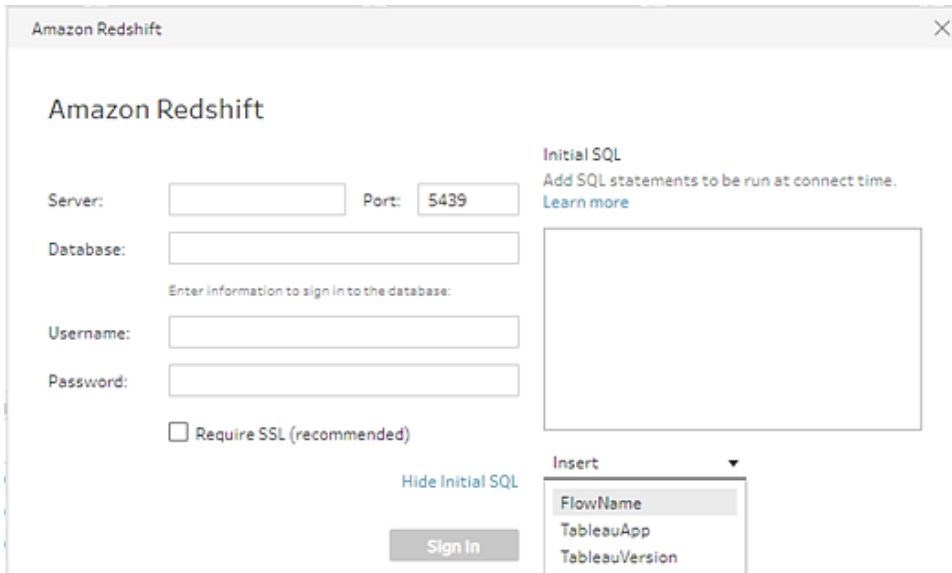 Amazon Redshift
Amazon Redshift
Server:
Port:
5439
Database:
Enter information to sign in to the database:
Username:
Password:
Require SSL (recommended)
Hide Initial SQL
Sign In
Initial SQL
Add SQL statements to be run at connect time.
Learn more
Insert
FlowName
TableauApp
TableauVersion